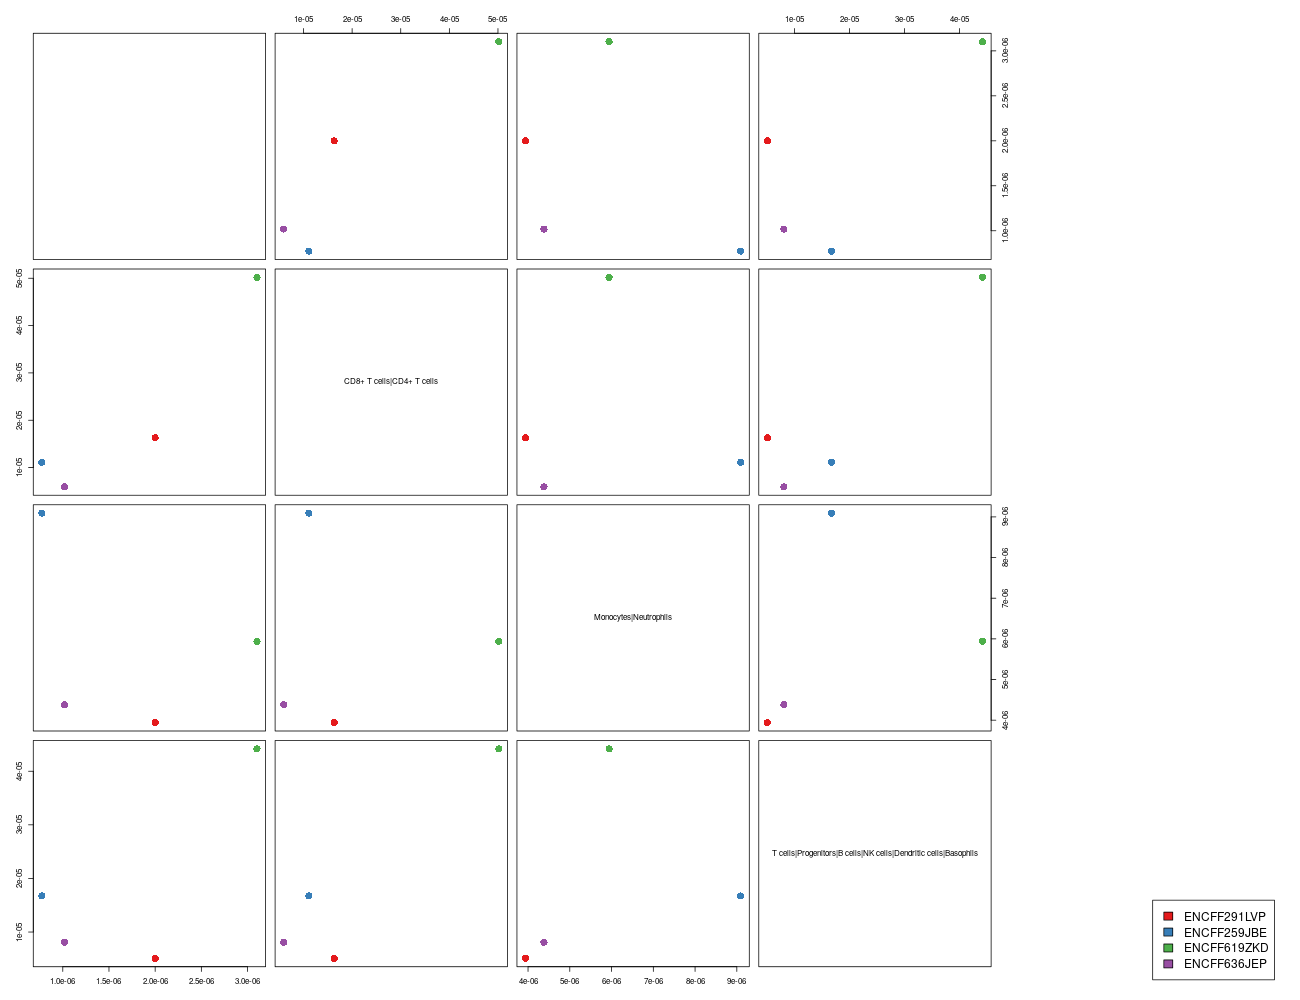 1e-05 2e-05 3e-05 4e-05 5e-05
1e-05 2e-05 3e-05 4e-05
3.0e-06
2.5e-06
2.0e-06
1.5e-06
1.0e-06
5e-05
4e-05
3e-05
2e-05
1e-05
CD8+ T cells|CD4+ T cells
9e-06
8e-06
7e-06
6e-06
5e-06
4e-06
Monocytes|Neutrophils
4e-05
3e-05
2e-05
1e-05
T cells|Progenitors|B cells|NK cells|Dendritic cells|Basophils
1.0e-06 1.5e-06 2.0e-06 2.5e-06 3.0e-06
4e-06 5e-06 6e-06 7e-06 8e-06 9e-06
ENCFF291LVP
ENCFF259JBE
ENCFF619ZKD
ENCFF636JEP